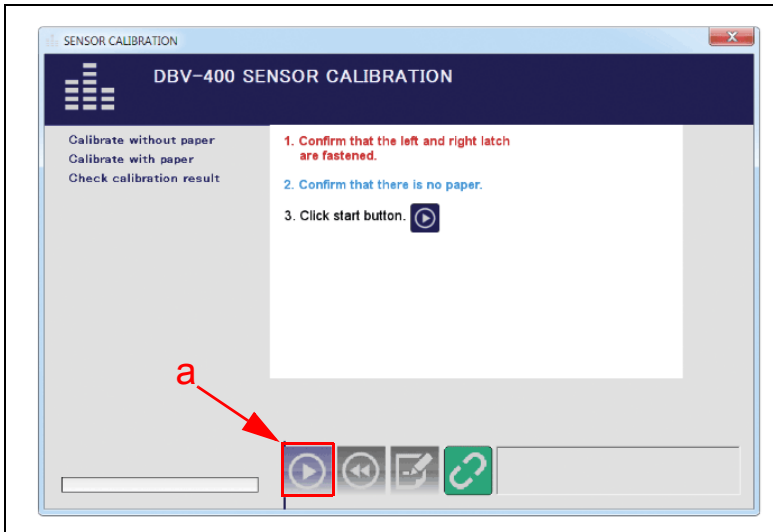 SENSOR CALIBRATION
DBV-400 SENSOR CALIBRATION
Calibrate without paper
Calibrate with paper
Check calibration result
1. Confirm that the left and right latch
are fastened.
2. Confirm that there is no paper.
3. Click start button.
a